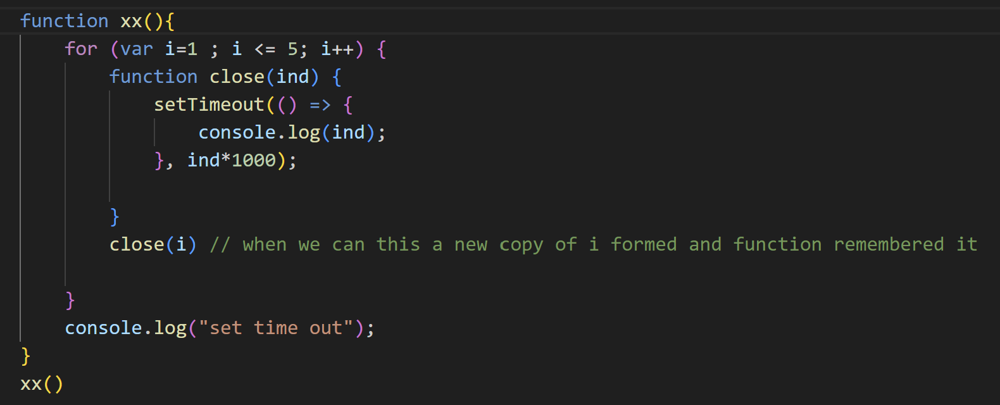 function xx(){
    for (var i=1 ; i <= 5; i++) {
        function close(ind) {
            setTimeout(() => {
                console.log(ind);
            }, ind*1000);

        }
        close(i) // when we can this a new copy of i formed and function remembered it

    }
    console.log("set time out");
}
xx()